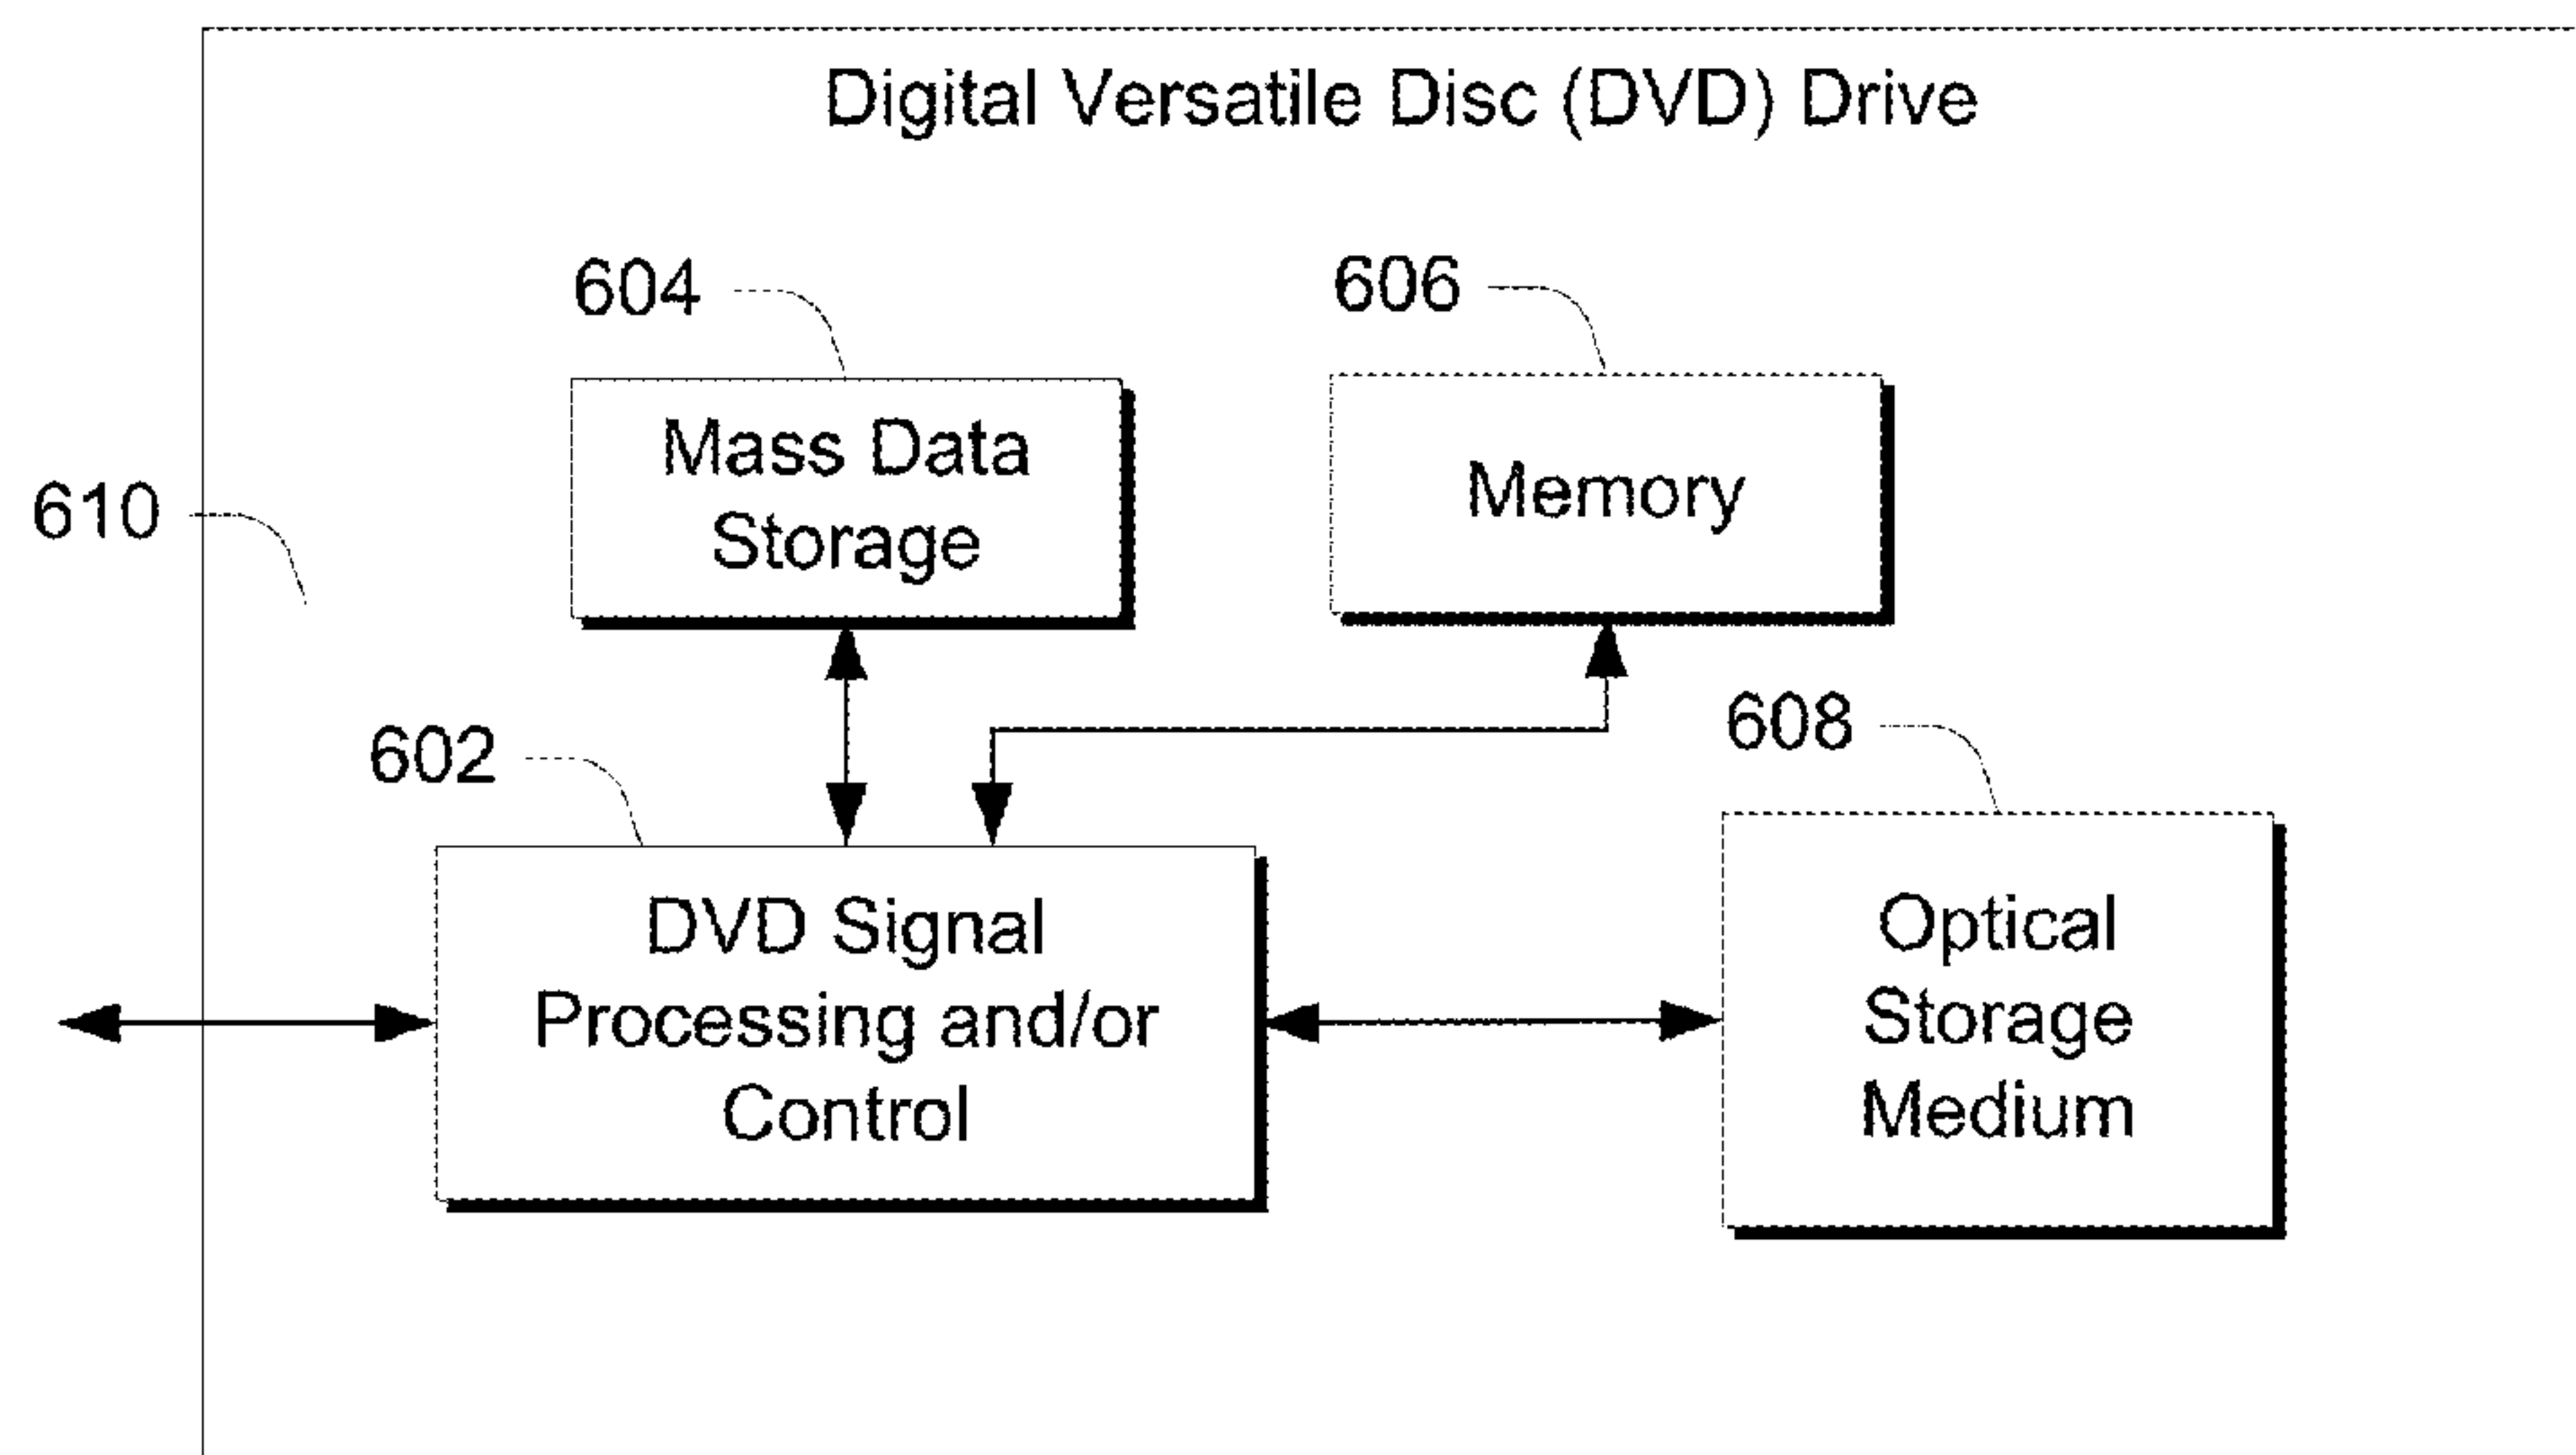 Digital Versatile Disc (DVD) Drive
604
606
Mass Data
Storage
Memory
610
602
608
DVD Signal
Processing and/or
Control
Optical
Storage
Medium